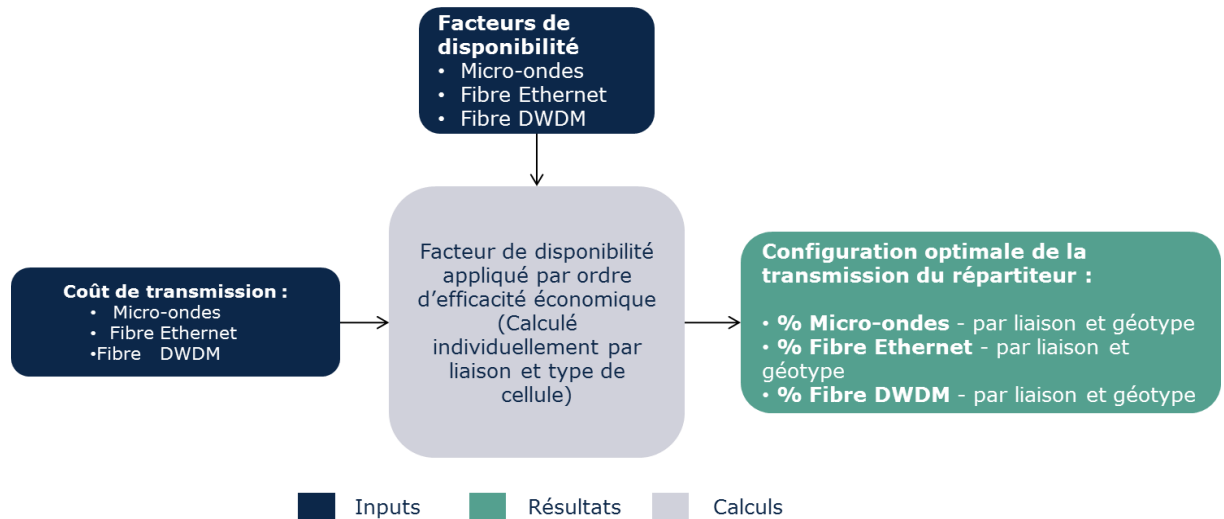 Facteurs de
disponibilité
• Micro-ondes
• Fibre Ethernet
• Fibre DWDM
Coût de transmission :
• Micro-ondes
• Fibre Ethernet
•Fibre DWDM
Facteur de disponibilité
appliqué par ordre
d’efficacité économique
(Calculé
individuellement par
liaison et type de
cellule)
Configuration optimale de la
transmission du répartiteur :
• % Micro-ondes - par liaison et géotype
• % Fibre Ethernet - par liaison et
géotype
• % Fibre DWDM - par liaison et géotype
Inputs
Résultats
Calculs